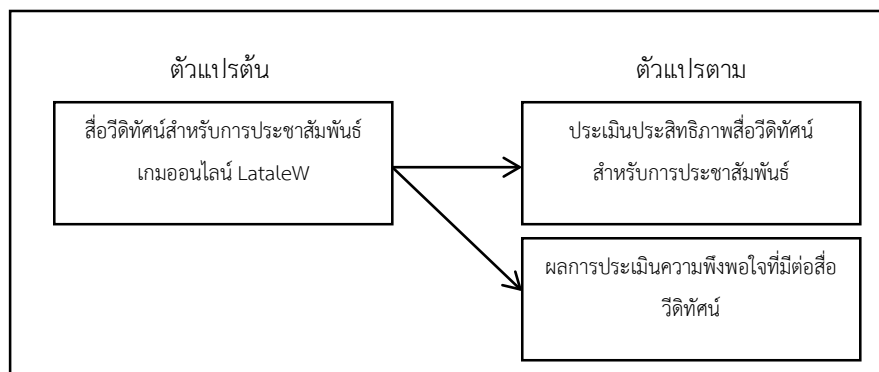 ตัวแปรต้น
สื่อวีดิทัศน์สำหรับการประชาสัมพันธ์
เกมออนไลน์ LataleW
ตัวแปรตาม
ประเมินประสิทธิภาพสื่อวีดิทัศน์
สำหรับการประชาสัมพันธ์
ผลการประเมินความพึงพอใจที่มีต่อสื่อ
วีดิทัศน์